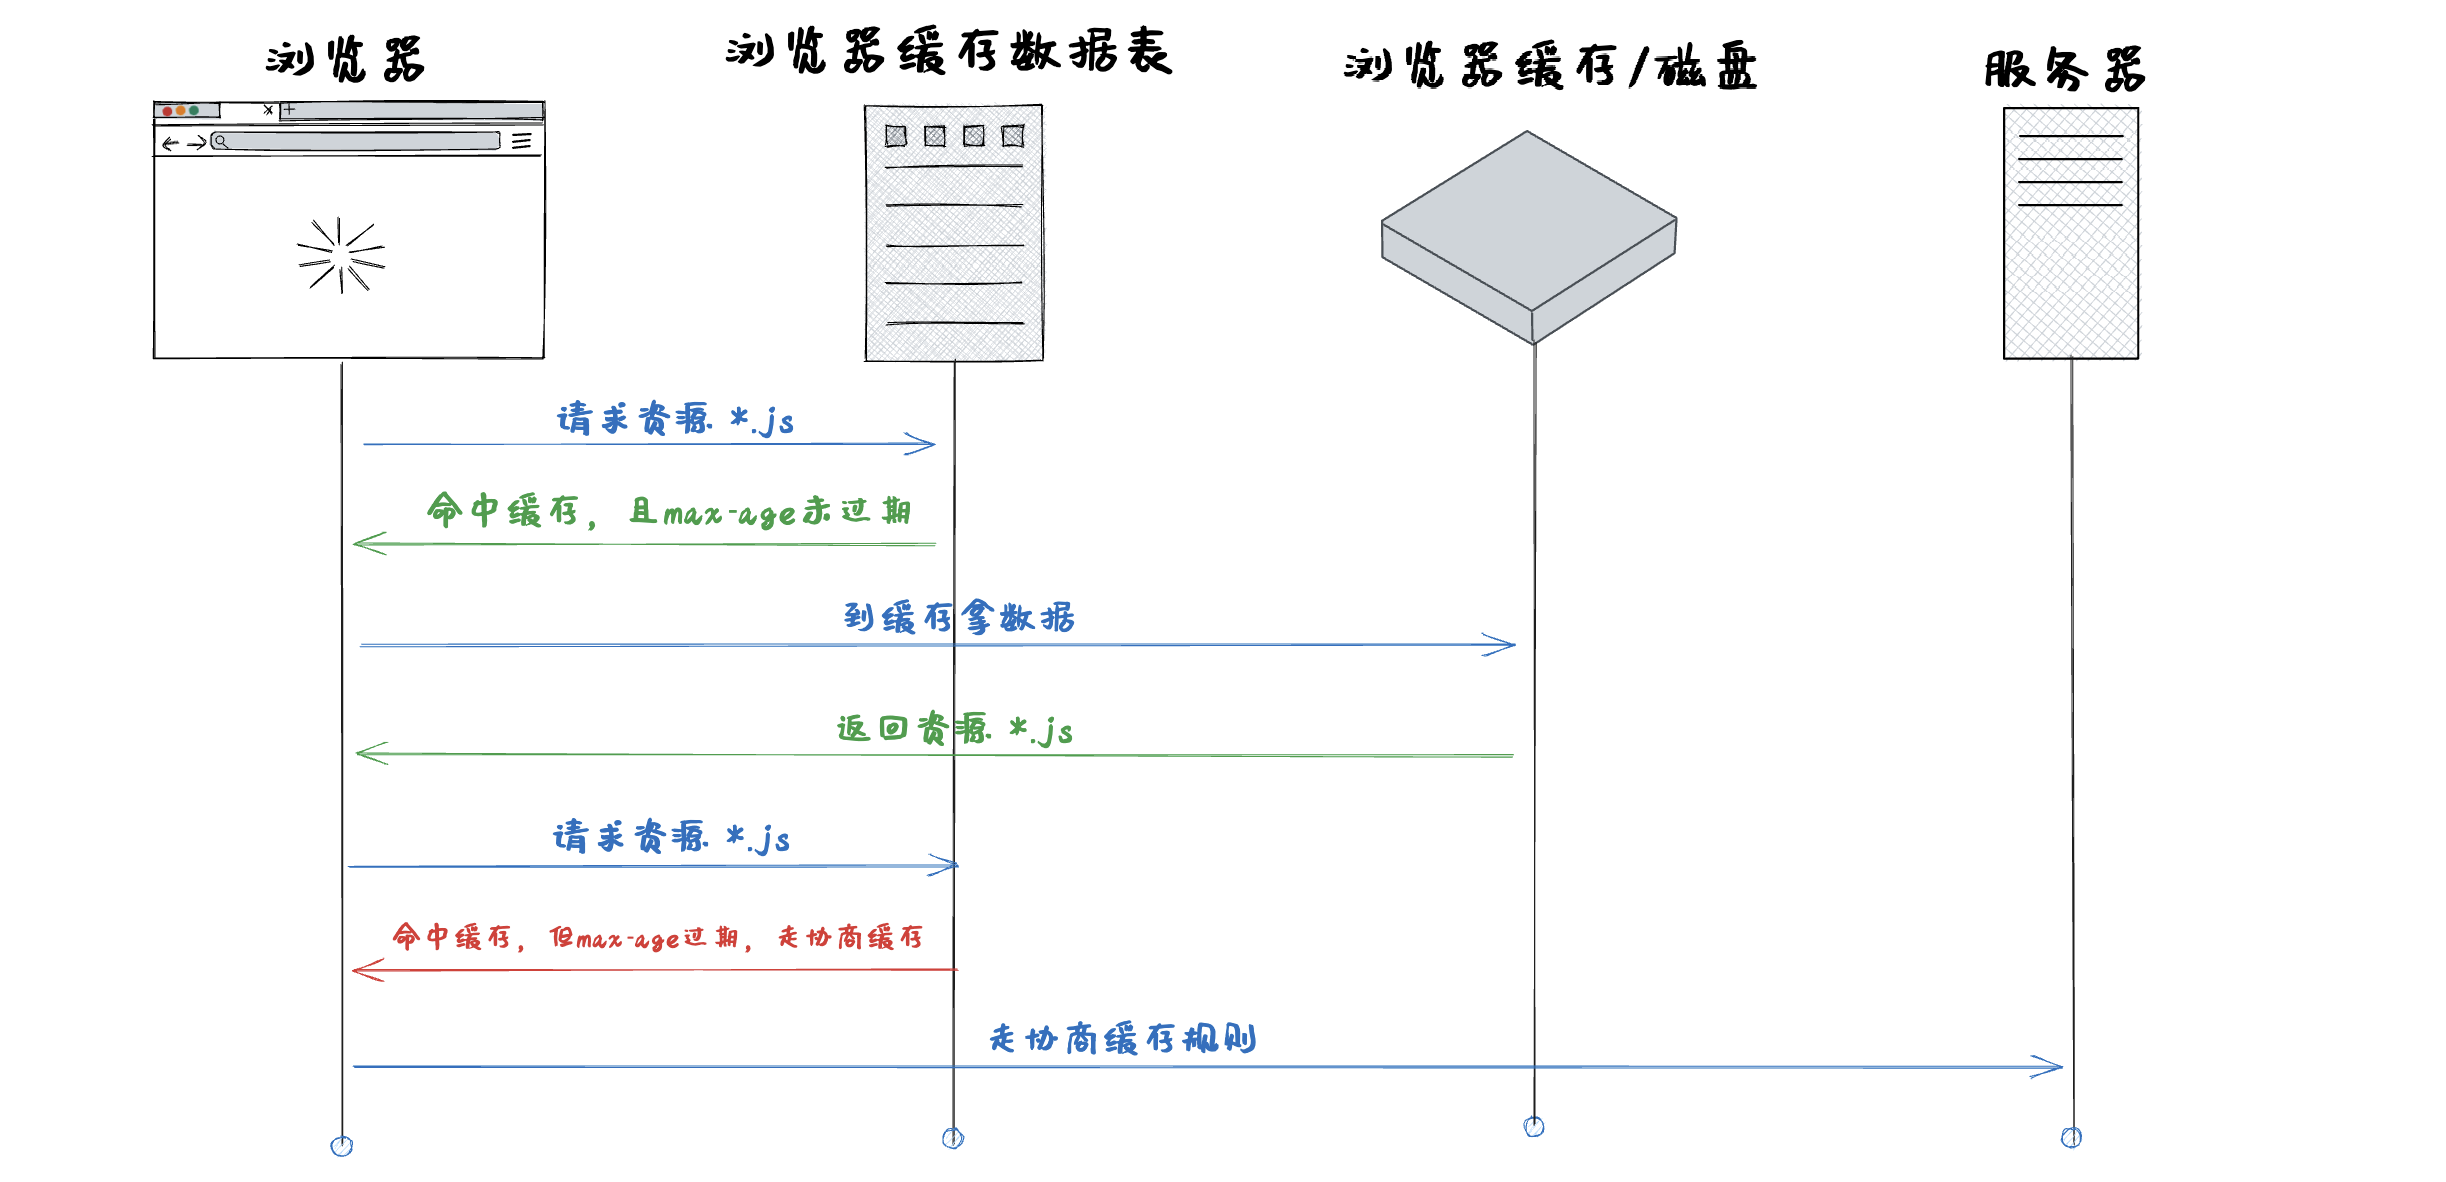 浏览器
浏览器缓存数据表
浏览器缓存/磁盘
服务器
请求资源 *.js
命中缓存，且max-age未过期
到缓存拿数据
返回资源 *.js
请求资源 *.js
命中缓存，但max-age过期，走协商缓存
走协商缓存规则